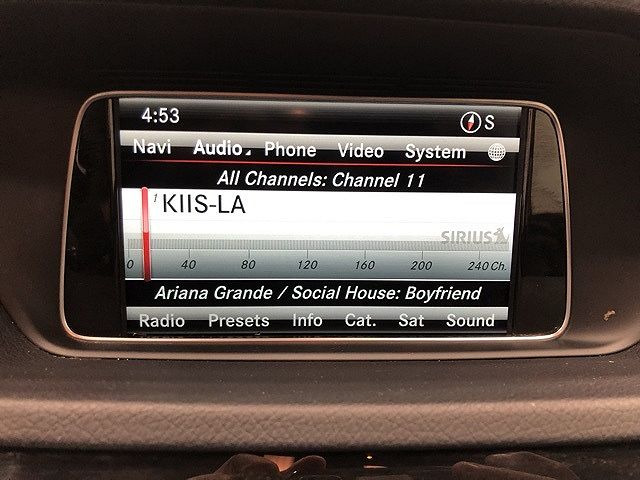 4:53 S
Navi Audio Phone Video System
All Channels: Channel 11
1 KIIS-LA
SIRIUS
0 40 80 120 160 200 240 Ch.
Ariana Grande / Social House: Boyfriend
Radio Presets Info Cat. Sat Sound